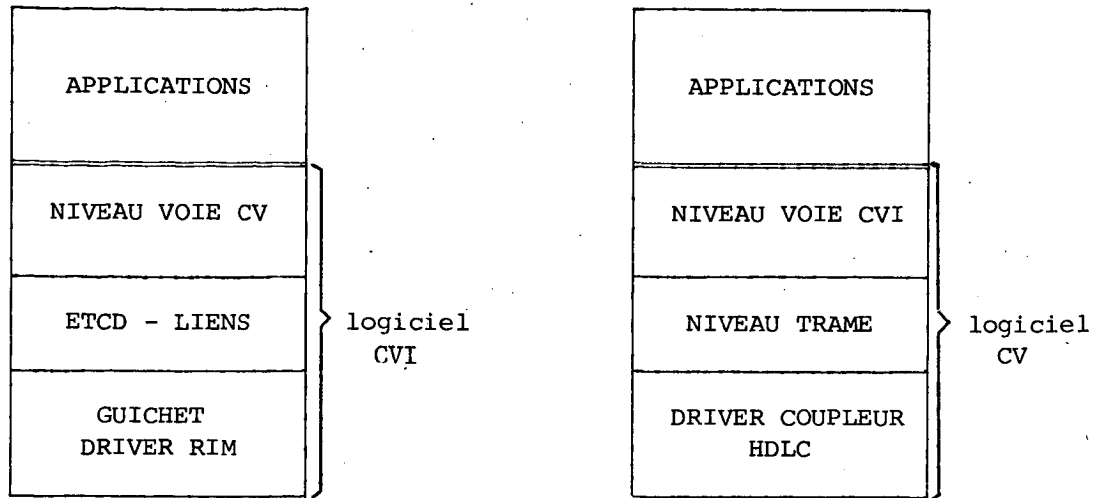 APPLICATIONS
NIVEAU VOIE CV
ETCD - LIENS
GUICHET
DRIVER RIM
logiciel
CVI
APPLICATIONS
NIVEAU VOIE CVI
NIVEAU TRAME
DRIVER COUPLEUR
HDLC
logiciel
CV